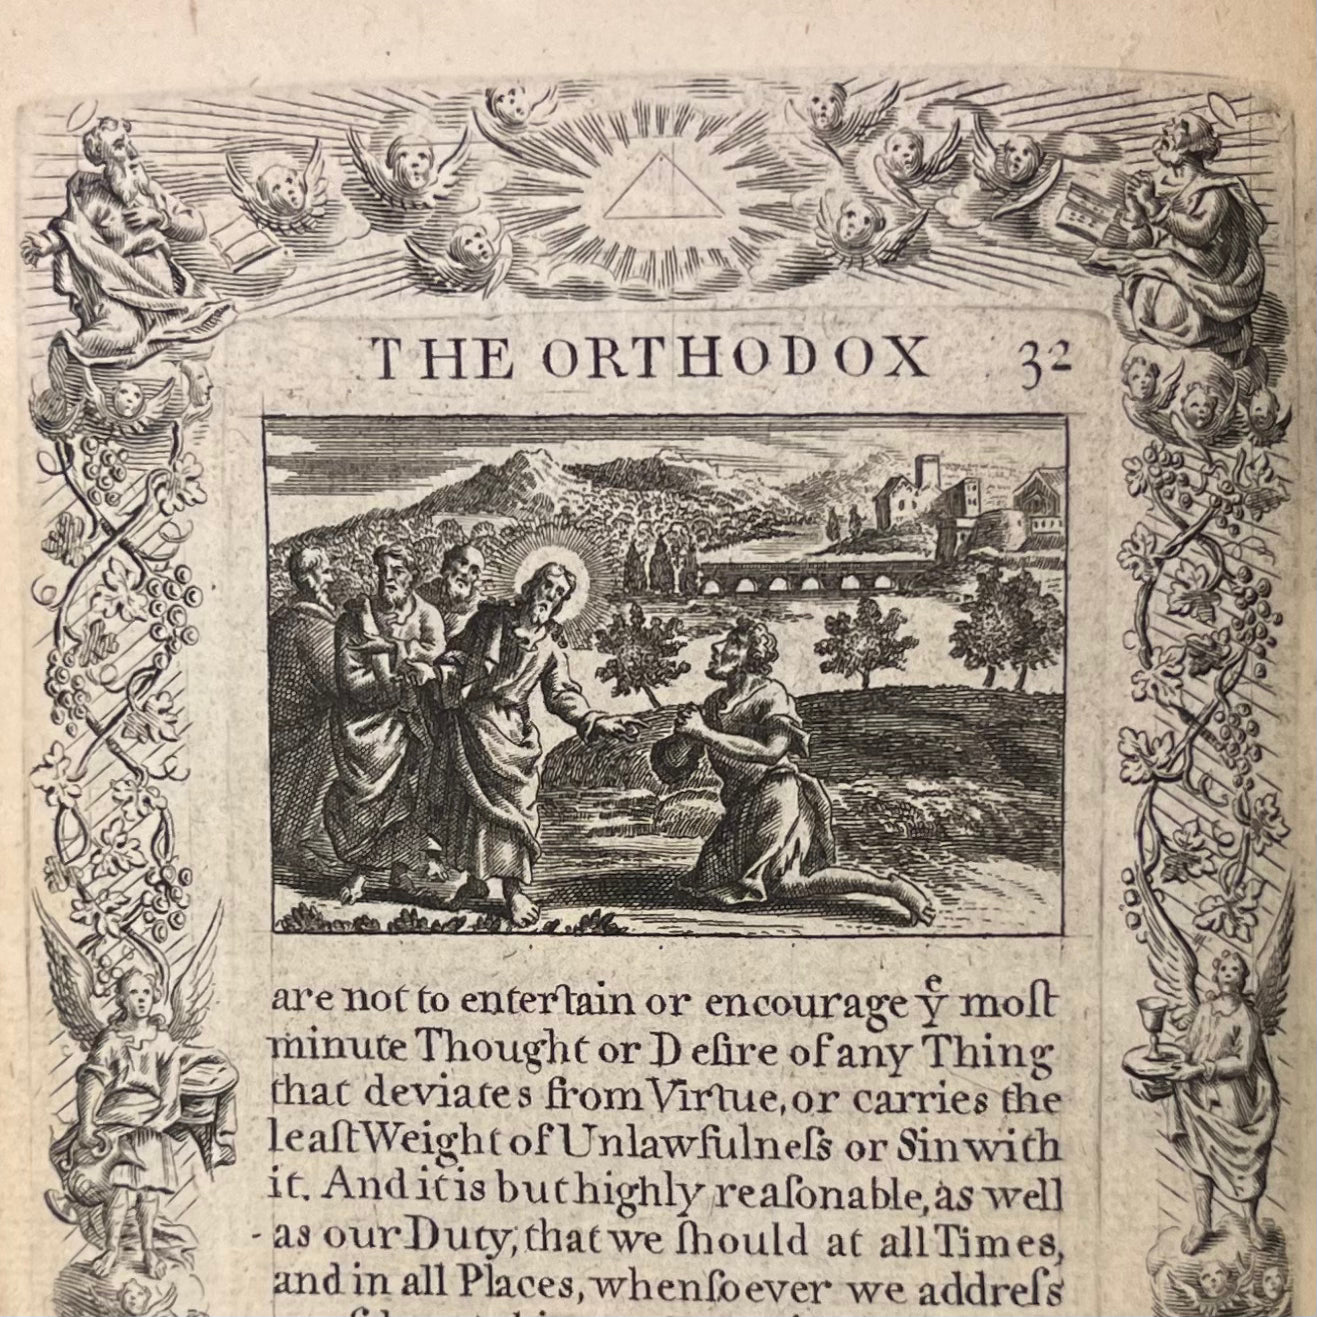 THE ORTHODOX 32
are not to entertain or encourage yͤ moſt
minute Thought or Deſire of any Thing
that deviates from Virtue, or carries the
leaſt Weight of Unlawfulneſs or Sin with
it. And it is but highly reaſonable, as well
- as our Duty, that we ſhould at all Times,
and in all Places, whenſoever we addreſs